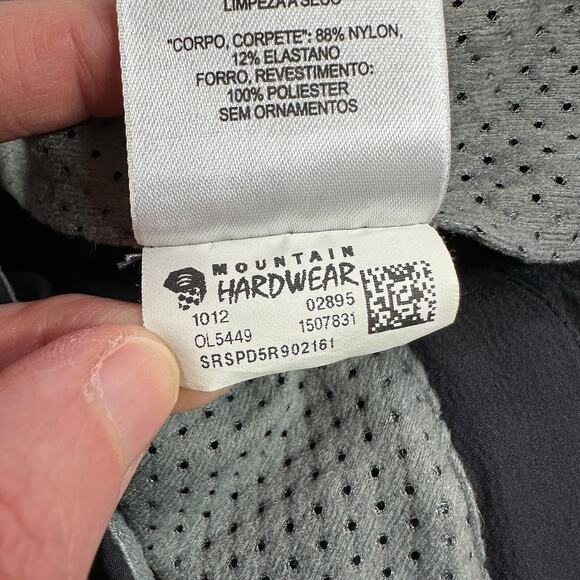 LIMPEZA A SECO
"CORPO, CORPETE": 88% NYLON,
12% ELASTANO
FORRO, REVESTIMENTO:
100% POLIESTER
SEM ORNAMENTOS
MOUNTAIN
HARDWEAR
1012 02895
OL5449 1507831
SRSPD5R902161